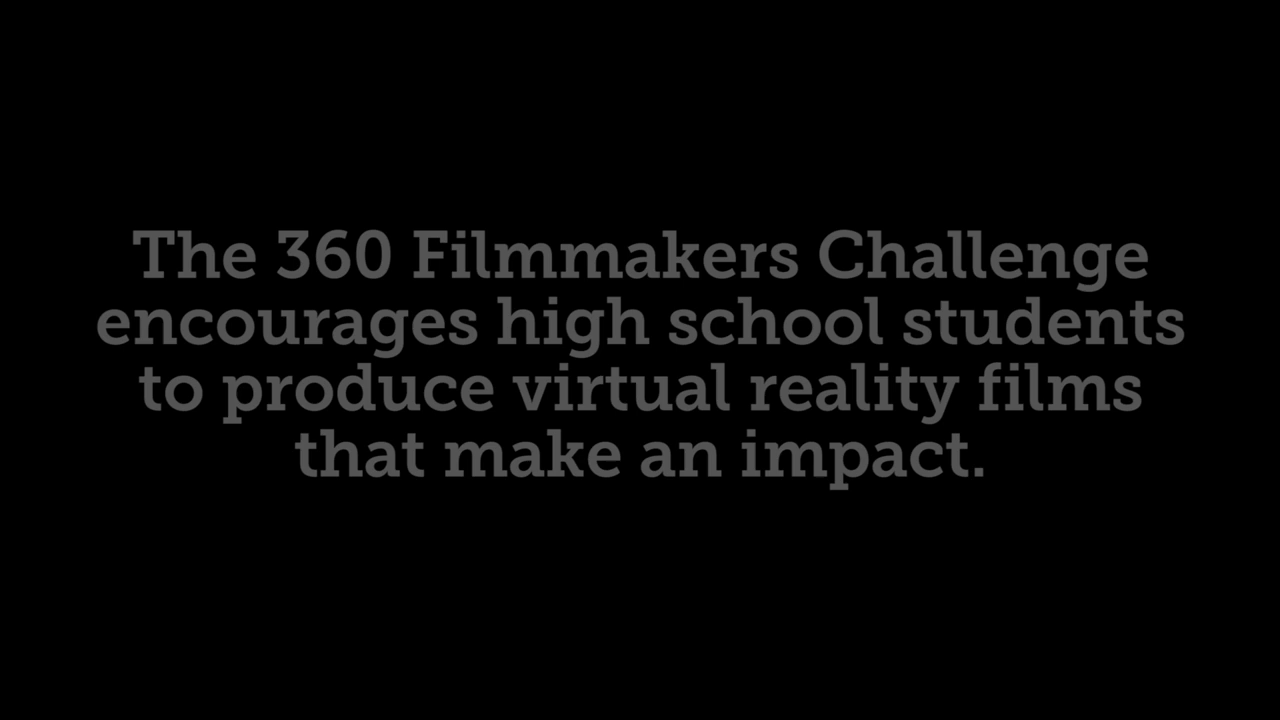 The 360 Filmmakers Challenge
encourages high school students
to produce virtual reality films
that make an impact.